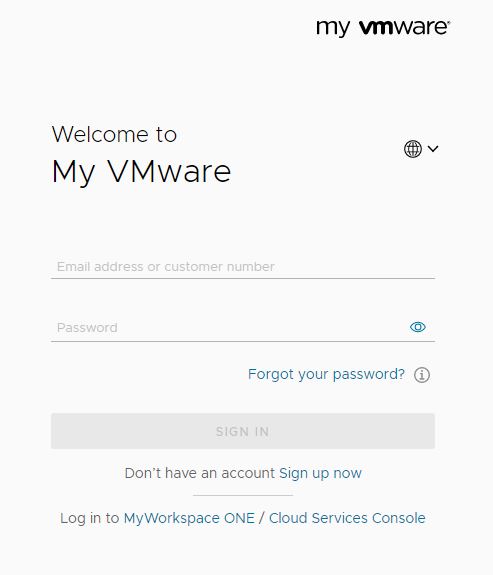 my vmware®
Welcome to
My VMware
Email address or customer number
Password
Forgot your password?
SIGN IN
Don't have an account Sign up now
Log in to MyWorkspace ONE / Cloud Services Console